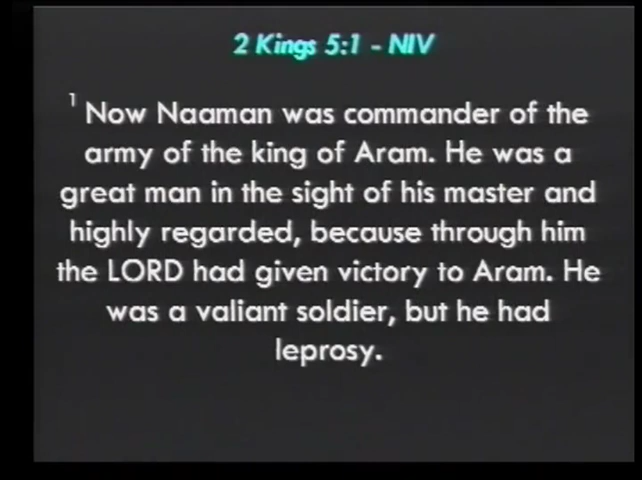 2 Kings 5:1 - NIV
1 Now Naaman was commander of the
army of the king of Aram. He was a
great man in the sight of his master and
highly regarded, because through him
the LORD had given victory to Aram. He
was a valiant soldier, but he had
leprosy.